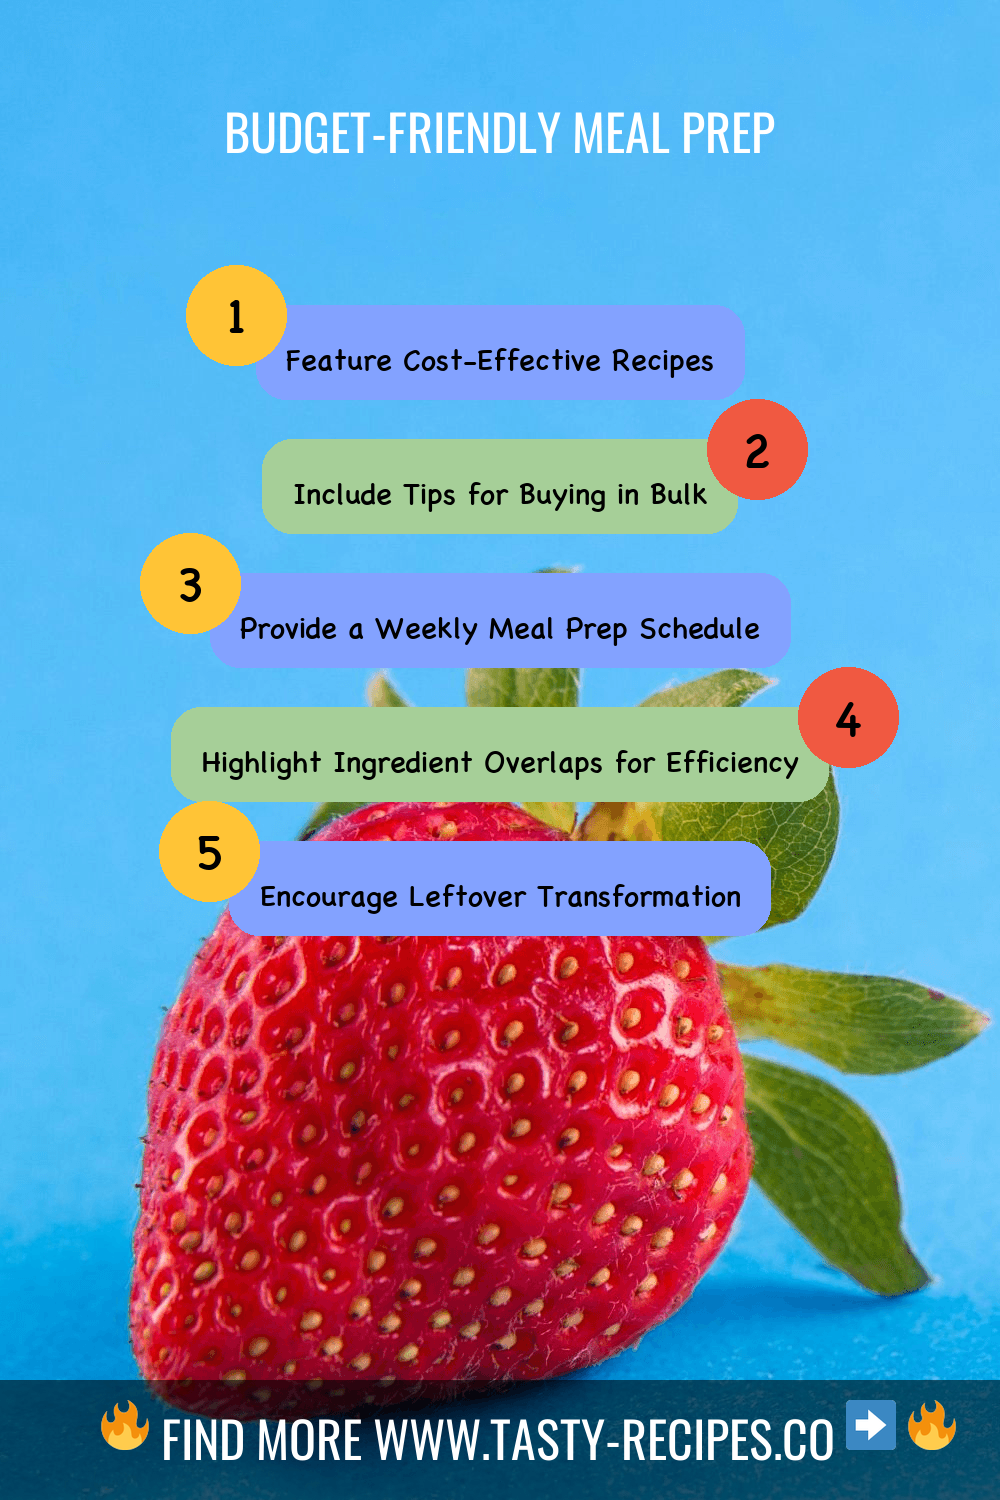 BUDGET-FRIENDLY MEAL PREP
1
Feature Cost-Effective Recipes
2
Include Tips for Buying in Bulk
3
Provide a Weekly Meal Prep Schedule
4
Highlight Ingredient Overlaps for Efficiency
5
Encourage Leftover Transformation
FIND MORE WWW.TASTY-RECIPES.CO